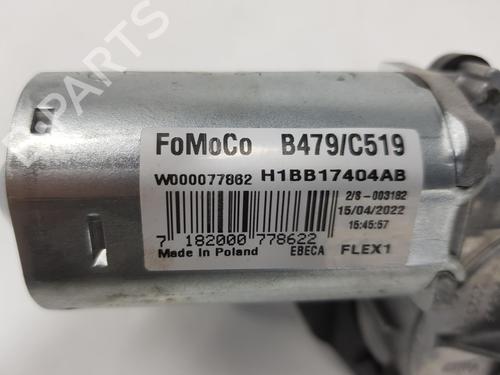 B-PARTS
FoMoCo B479/C519
W000077862 H1BB17404AB
2/S-003182
15/04/2022
15:45:57
7 182000 778622
Made in Poland EBECA FLEX1